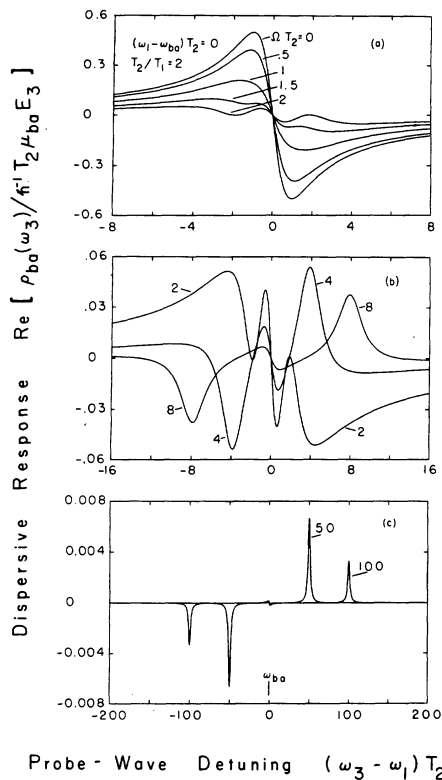 Dispersive Response Re [ ρba(ω3) / ħ⁻¹ T2 μba E3 ]
0.6
0.3
0
-0.3
-0.6
(ω1-ωba) T2=0
T2/T1=2
Ω T2=0
.5
1
1.5
2
(a)
-8 -4 0 4 8
.06
.03
0
-.03
-.06
2
4
8
(b)
8
4
2
-16 -8 0 8 16
0.008
0.004
0
-0.004
-0.008
50
100
(c)
ωba
-200 -100 0 100 200
Probe-Wave Detuning (ω3-ω1) T2